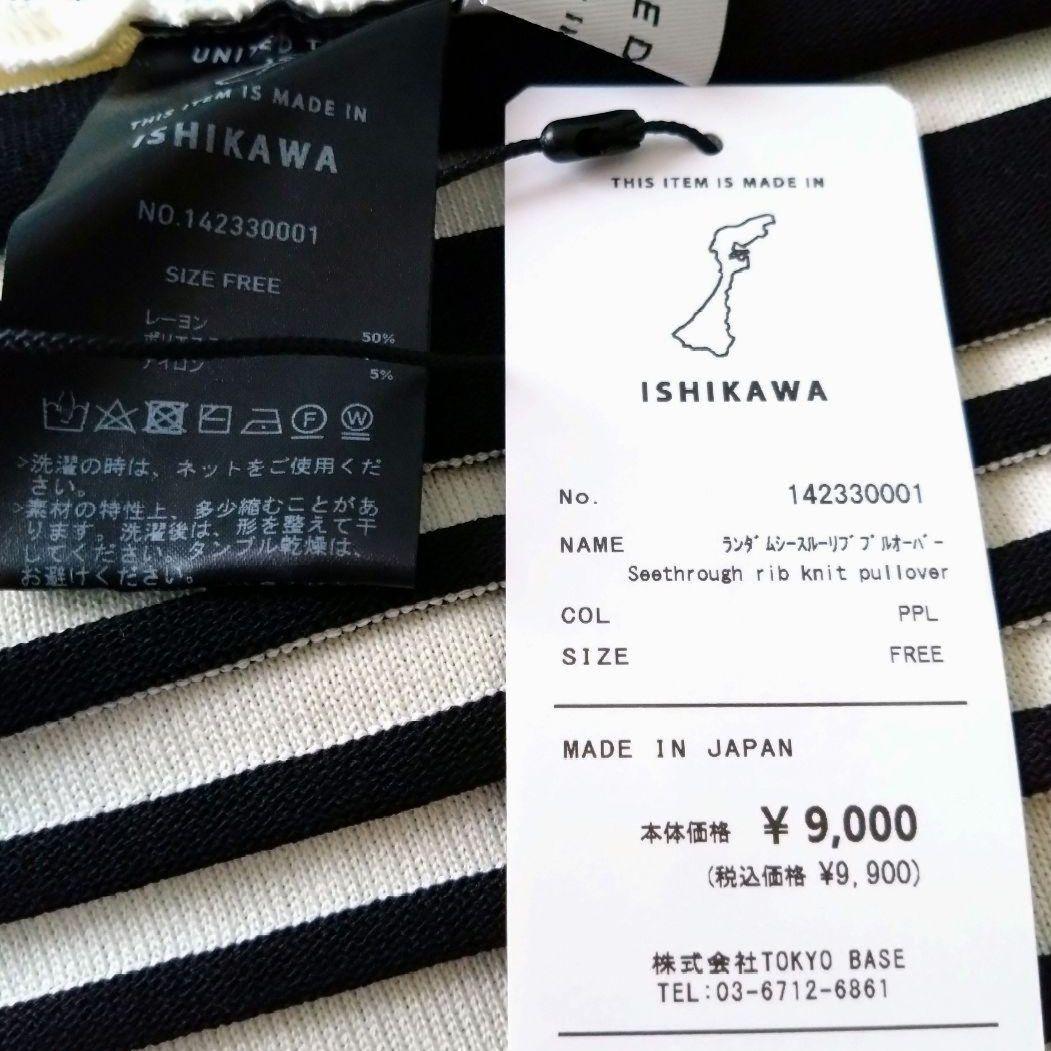 UNITED T
THIS ITEM IS MADE IN
ISHIKAWA
NO.142330001
SIZE FREE
レーヨン 50%
ナイロン 5%
>洗濯の時は、ネットをご使用くだ
さい。
>素材の特性上、多少縮むことがあ
ります。洗濯後は、形を整えて干
してください。タンブル乾燥は、
お避けください。
ED
THIS ITEM IS MADE IN
ISHIKAWA
No. 142330001
NAME ランダムシースルーリブプルオーバー
Seethrough rib knit pullover
COL PPL
SIZE FREE
MADE IN JAPAN
本体価格 ¥ 9,000
(税込価格 ¥9,900)
株式会社TOKYO BASE
TEL:03-6712-6861